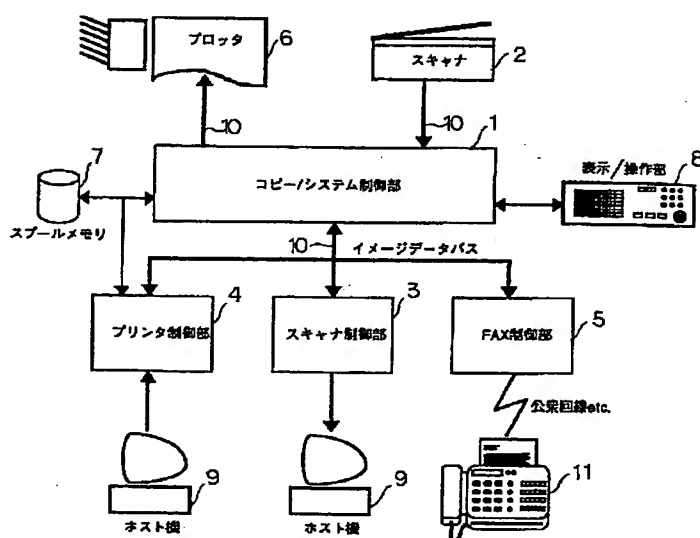 プロッタ
6
スキャナ
2
10
10
1
7
コピー/システム制御部
表示/操作部
8
スプールメモリ
10
イメージデータバス
4
プリンタ制御部
3
スキャナ制御部
5
FAX制御部
公衆回線etc.
9
ホスト機
9
ホスト機
11